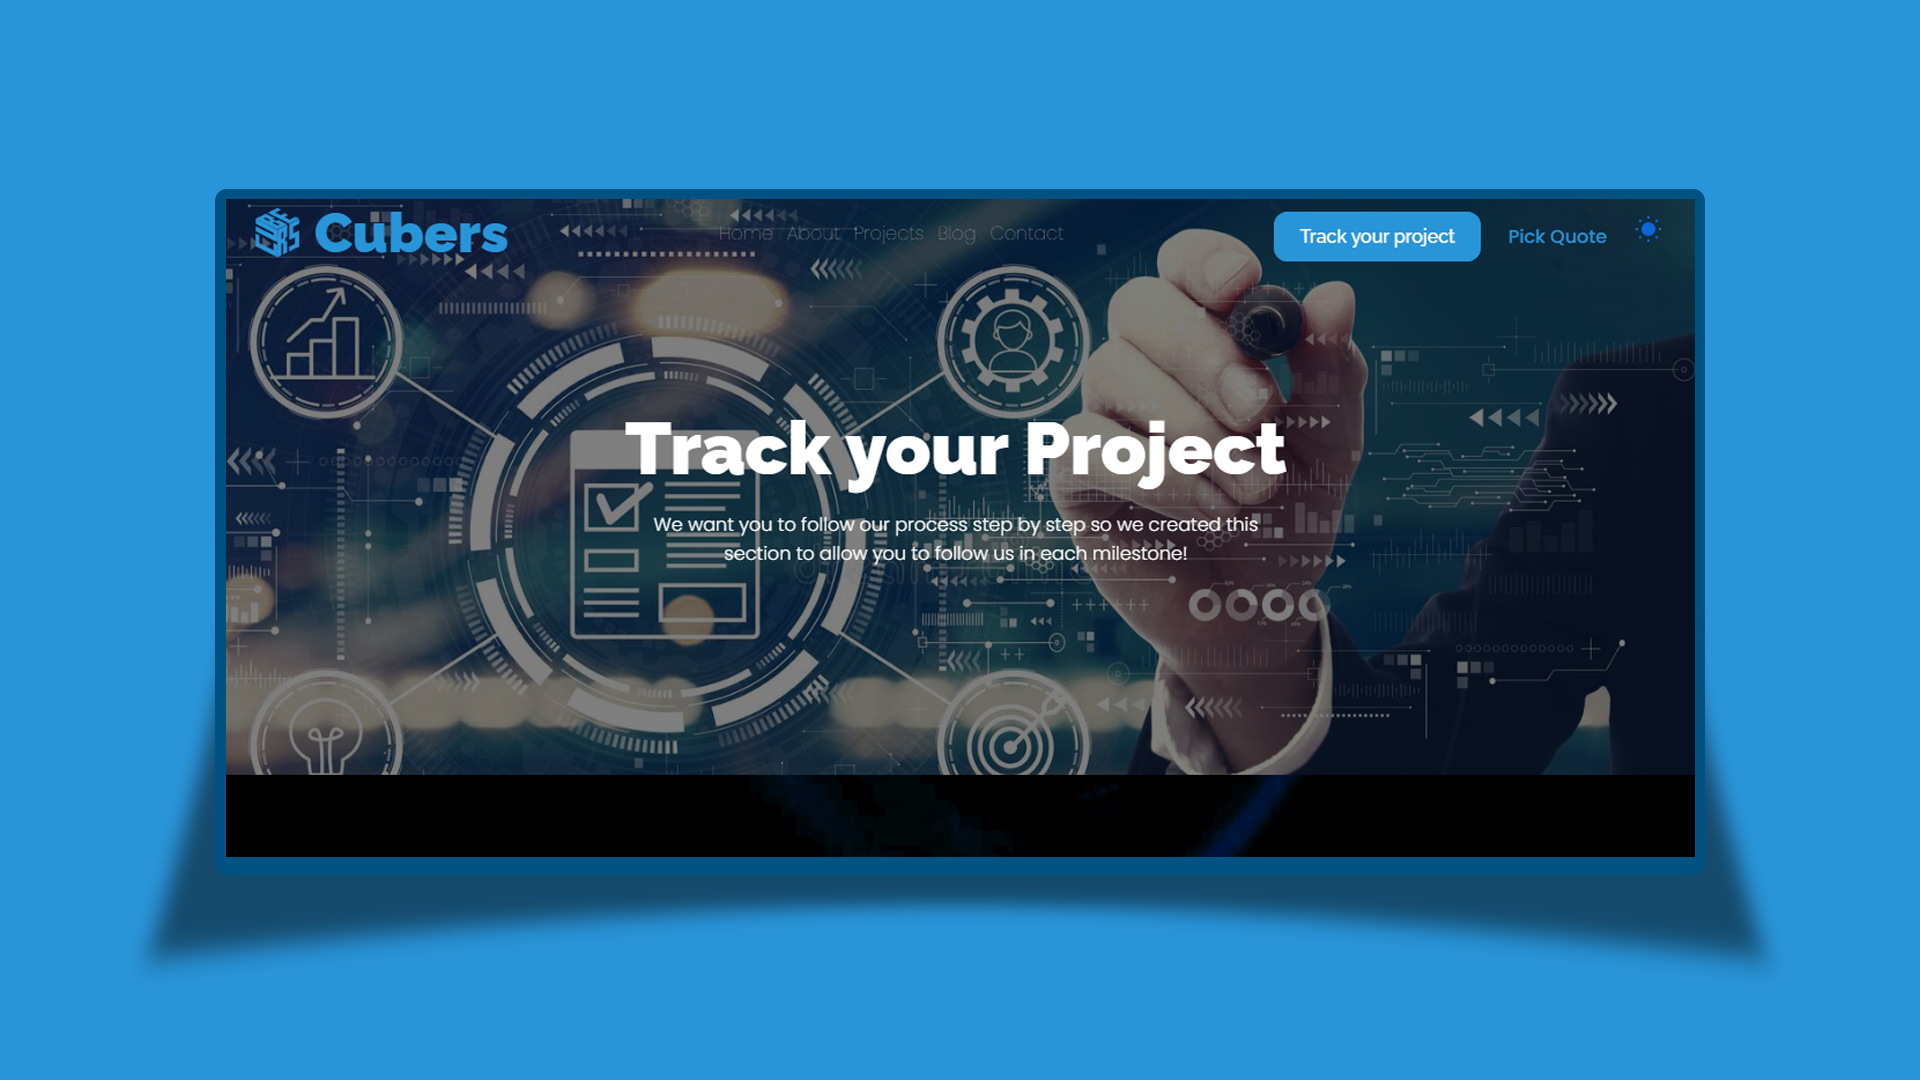 Cubers
Home About Projects Blog Contact
Track your project
Pick Quote
Track your Project
We want you to follow our process step by step so we created this
section to allow you to follow us in each milestone!